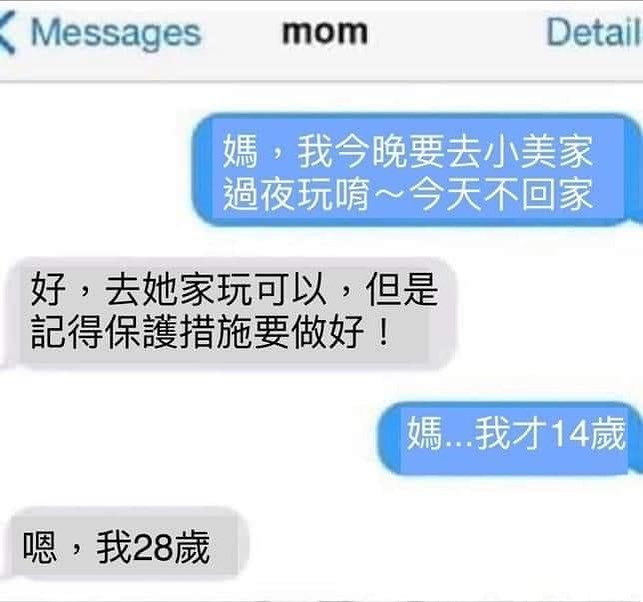 Messages
mom
Detail
媽，我今晚要去小美家
過夜玩唷～今天不回家
好，去她家玩可以，但是
記得保護措施要做好！
媽...我才14歲
嗯，我28歲